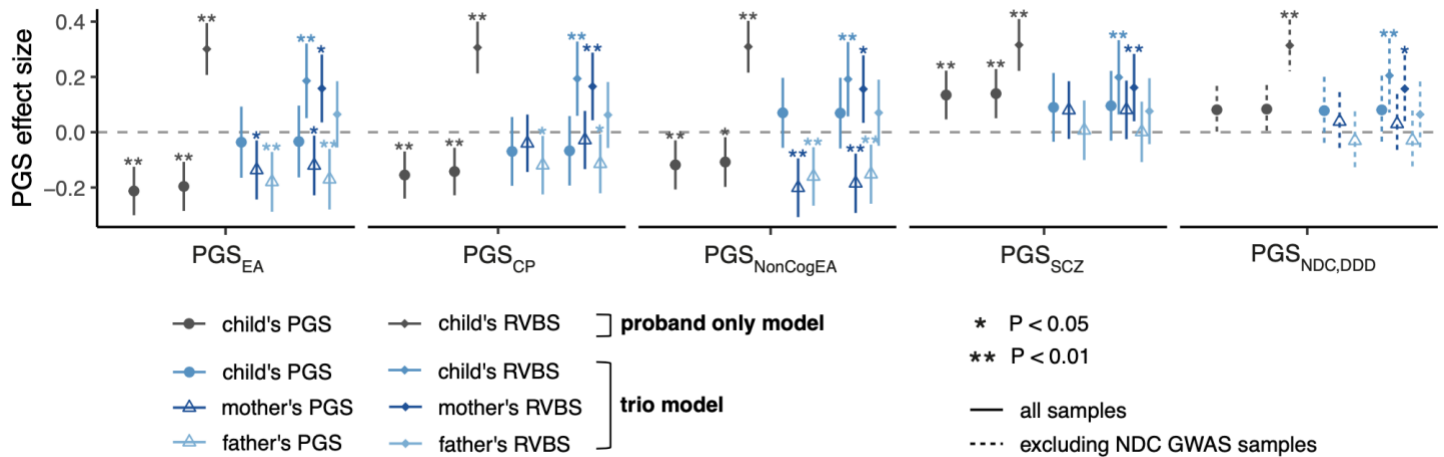 PGS effect size
0.4
0.2
0.0
−0.2
** ** ** * ** ** * ** *
** ** ** * ** ** *
** * ** ** ** ** * ** **
** ** ** ** **
** ** *
PGS_EA
PGS_CP
PGS_NonCogEA
PGS_SCZ
PGS_NDC,DDD
child's PGS
child's RVBS
proband only model
child's PGS
child's RVBS
mother's PGS
mother's RVBS
trio model
father's PGS
father's RVBS
* P < 0.05
** P < 0.01
all samples
excluding NDC GWAS samples